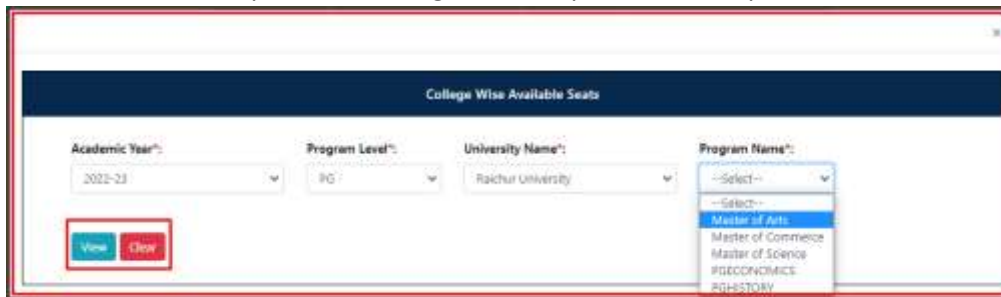 College Wise Available Seats
Academic Year*: Program Level*: University Name*: Program Name*:
2022-23 PG Raichur University --Select--
--Select--
Master of Arts
Master of Commerce
Master of Science
PGECONOMICS
PGHISTORY
View Clear